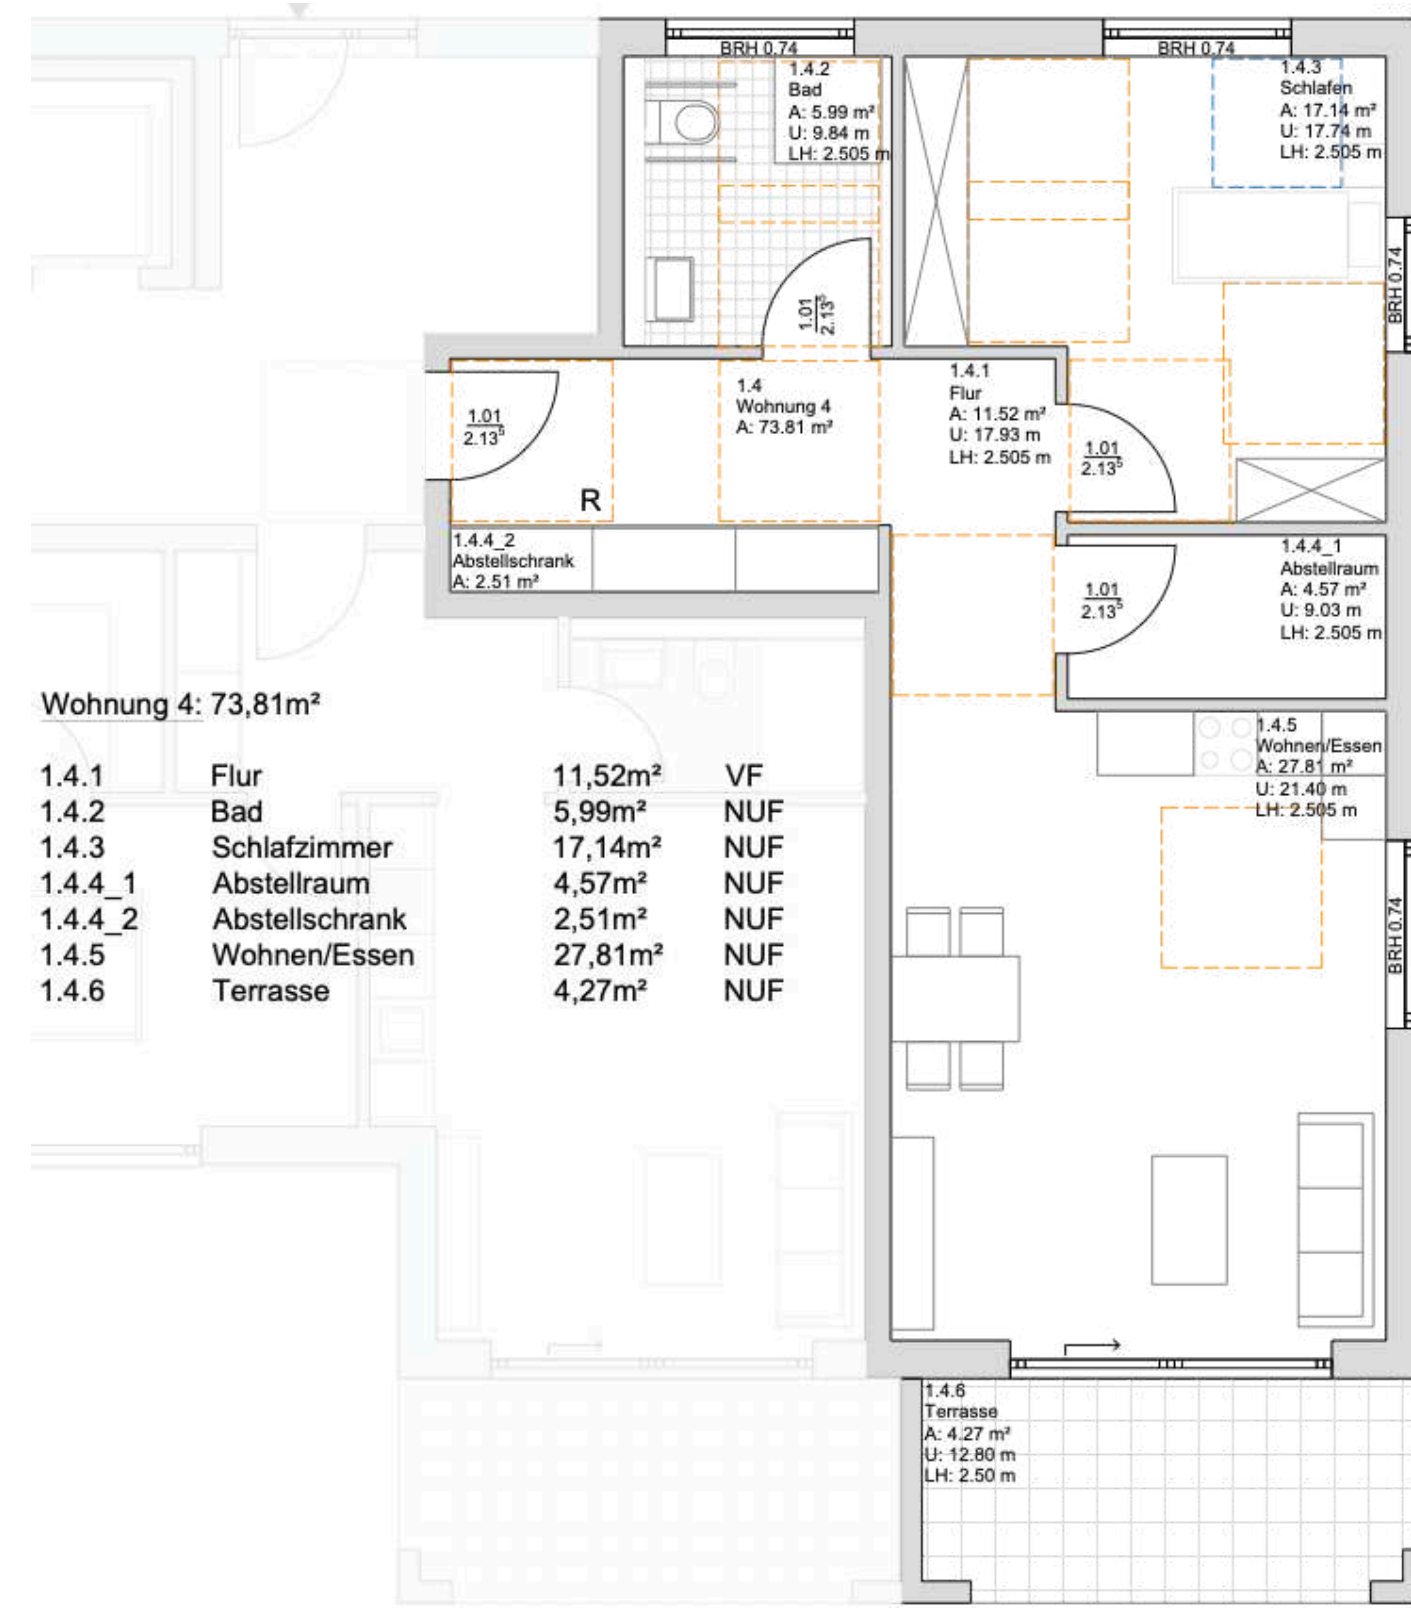 BRH 0.74
BRH 0.74
1.4.2
Bad
A: 5.99 m²
U: 9.84 m
LH: 2.505 m
1.4.3
Schlafen
A: 17.14 m²
U: 17.74 m
LH: 2.505 m
BRH 0.74
1.01
2.13⁵
1.4
Wohnung 4
A: 73.81 m²
1.4.1
Flur
A: 11.52 m²
U: 17.93 m
LH: 2.505 m
1.01
2.13⁵
1.01
2.13⁵
R
1.4.4_2
Abstellschrank
A: 2.51 m²
1.01
2.13⁵
1.4.4_1
Abstellraum
A: 4.57 m²
U: 9.03 m
LH: 2.505 m
Wohnung 4: 73,81m²
1.4.1 Flur 11,52m² VF
1.4.2 Bad 5,99m² NUF
1.4.3 Schlafzimmer 17,14m² NUF
1.4.4_1 Abstellraum 4,57m² NUF
1.4.4_2 Abstellschrank 2,51m² NUF
1.4.5 Wohnen/Essen 27,81m² NUF
1.4.6 Terrasse 4,27m² NUF
1.4.5
Wohnen/Essen
A: 27.81 m²
U: 21.40 m
LH: 2.505 m
BRH 0.74
1.4.6
Terrasse
A: 4.27 m²
U: 12.80 m
LH: 2.50 m